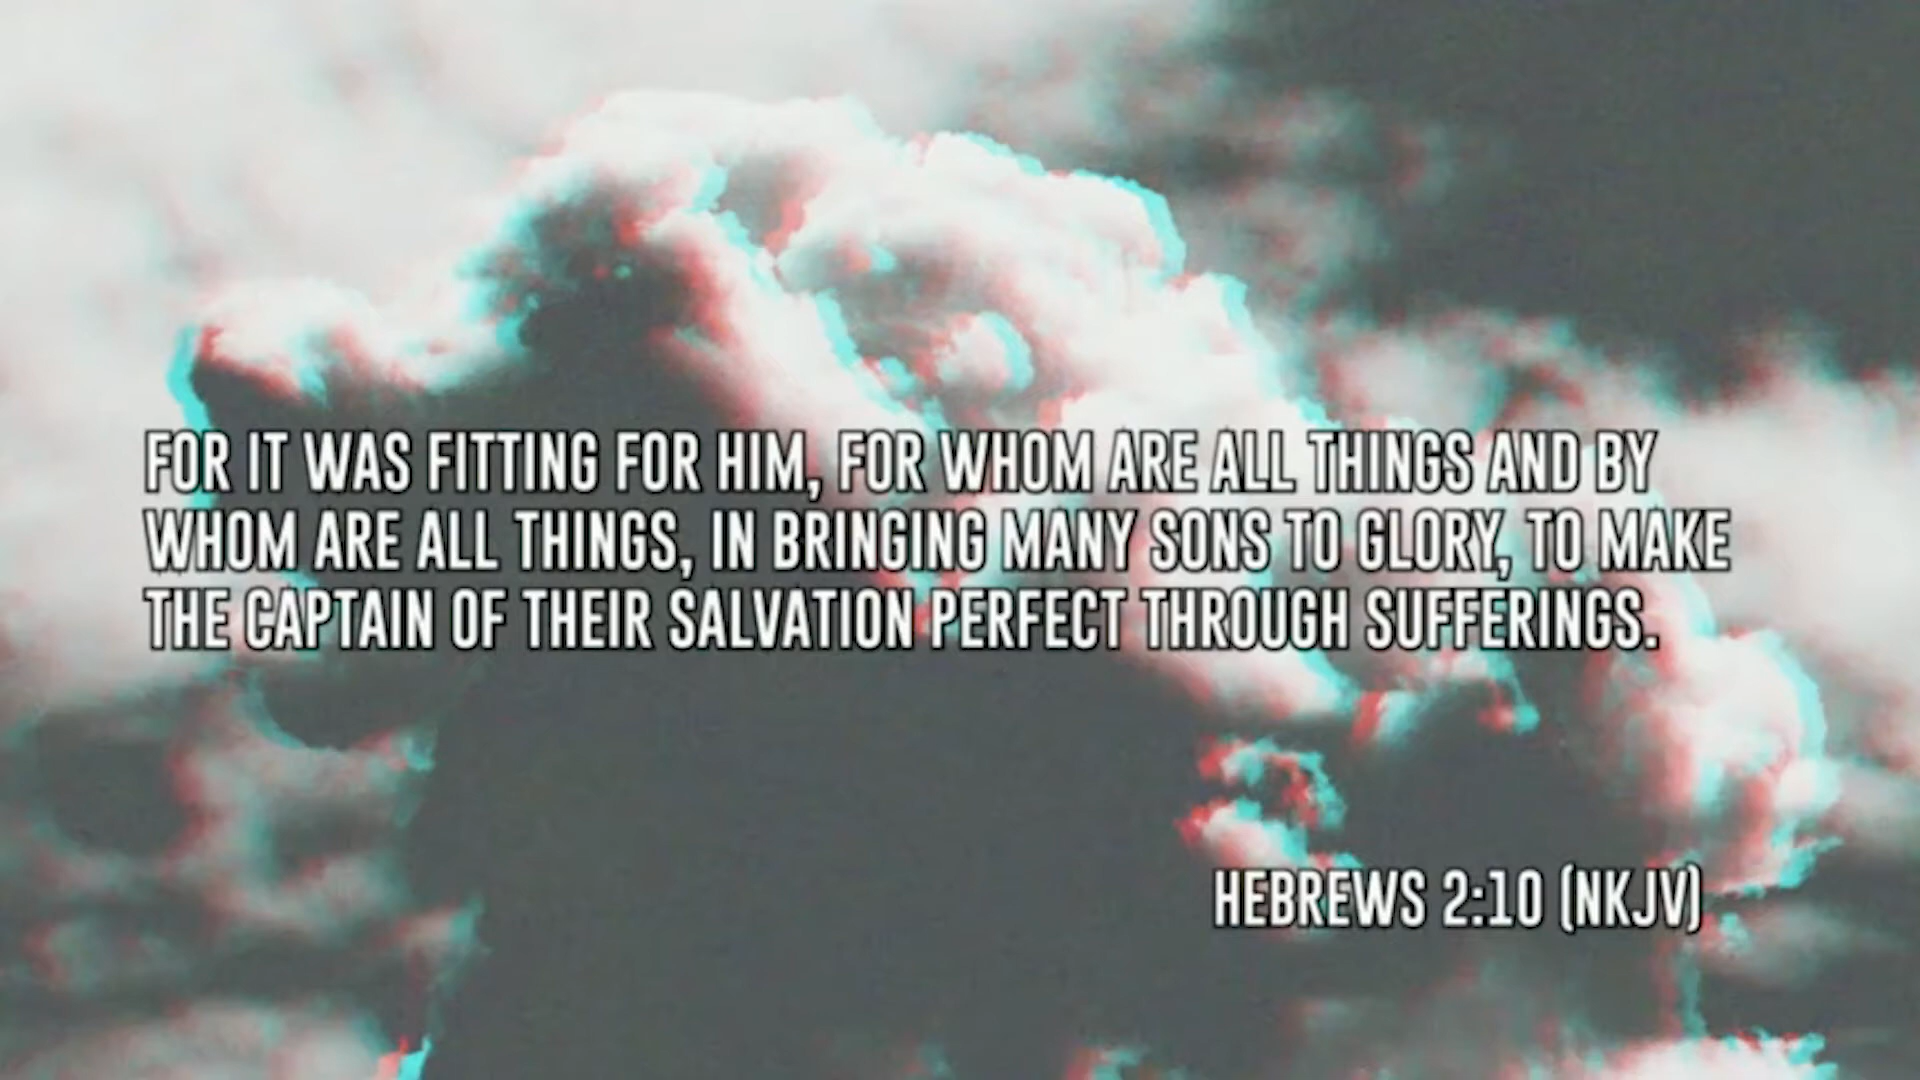 FOR IT WAS FITTING FOR HIM, FOR WHOM ARE ALL THINGS AND BY
WHOM ARE ALL THINGS, IN BRINGING MANY SONS TO GLORY, TO MAKE
THE CAPTAIN OF THEIR SALVATION PERFECT THROUGH SUFFERINGS.
HEBREWS 2:10 (NKJV)